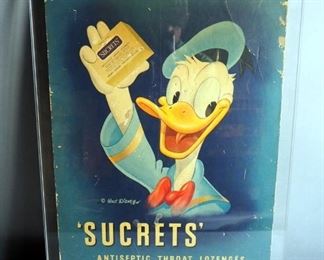 SUCRETS
© Walt Disney
'SUCRETS'
ANTISEPTIC THROAT LOZENGES